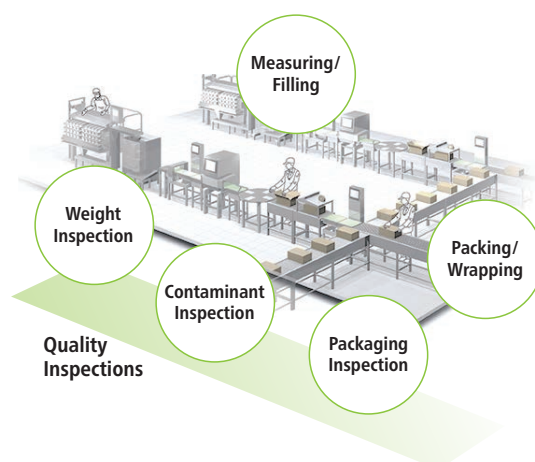 Measuring/
Filling
Weight
Inspection
Packing/
Wrapping
Contaminant
Inspection
Packaging
Inspection
Quality
Inspections